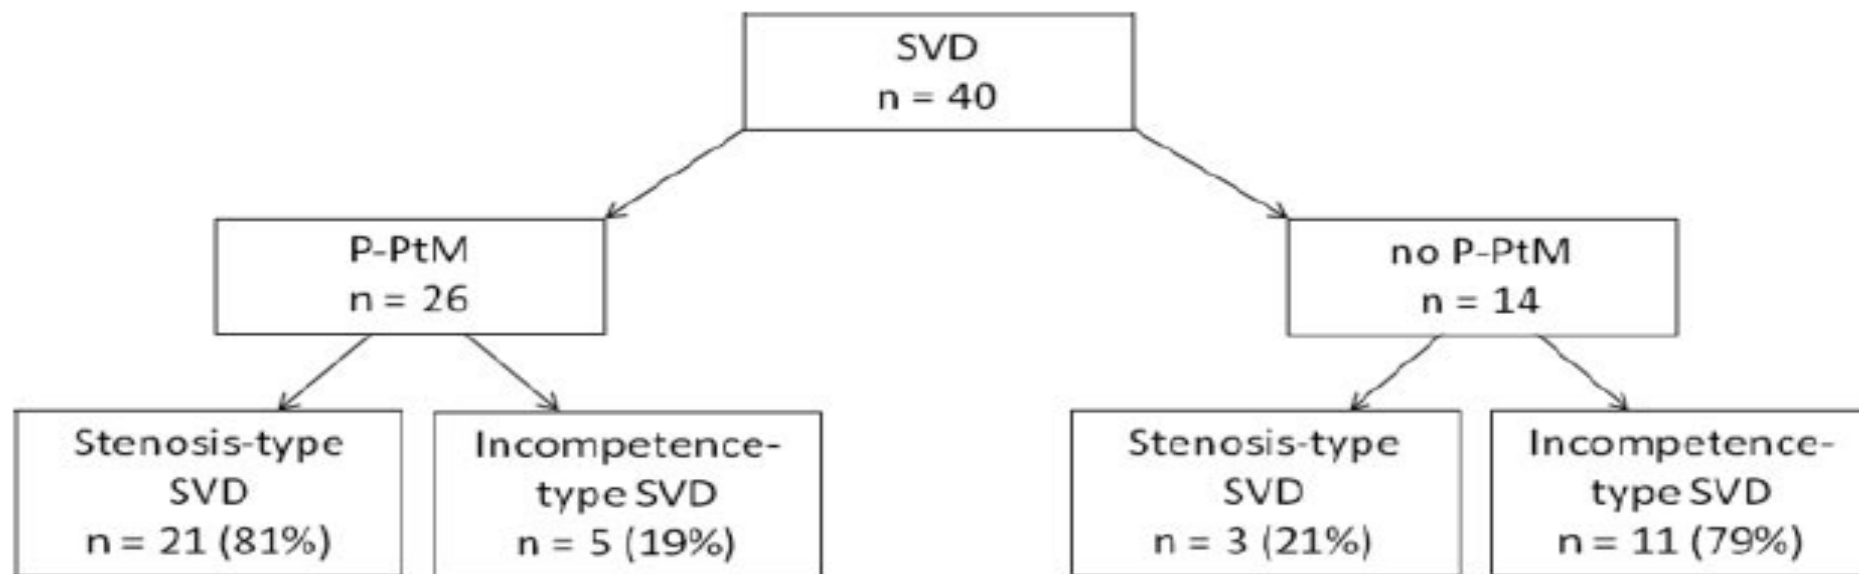 SVD
n = 40
P-PtM
n = 26
no P-PtM
n = 14
Stenosis-type
SVD
n = 21 (81%)
Incompetence-
type SVD
n = 5 (19%)
Stenosis-type
SVD
n = 3 (21%)
Incompetence-
type SVD
n = 11 (79%)